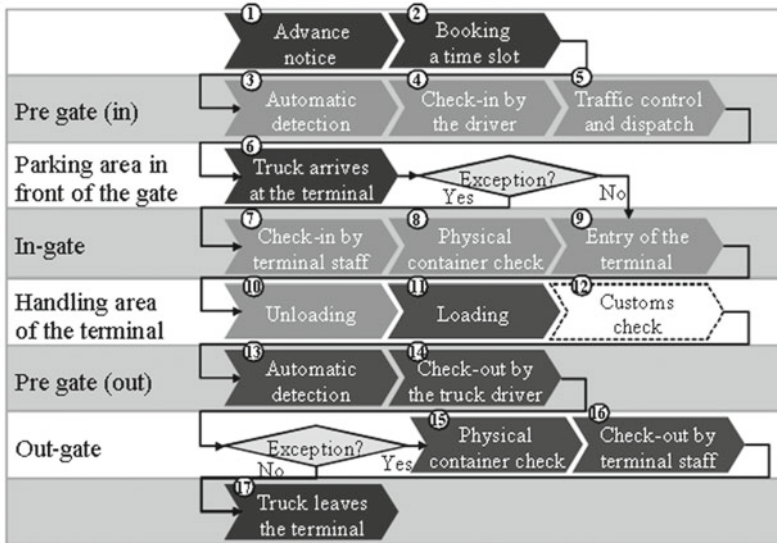 1
Advance
notice
2
Booking
a time slot
Pre gate (in)
3
Automatic
detection
4
Check-in by
the driver
5
Traffic control
and dispatch
Parking area in
front of the gate
6
Truck arrives
at the terminal
Exception?
Yes
No
In-gate
7
Check-in by
terminal staff
8
Physical
container check
9
Entry of the
terminal
Handling area
of the terminal
10
Unloading
11
Loading
12
Customs
check
Pre gate (out)
13
Automatic
detection
14
Check-out by
the truck driver
Out-gate
Exception?
No
Yes
15
Physical
container check
16
Check-out by
terminal staff
17
Truck leaves
the terminal